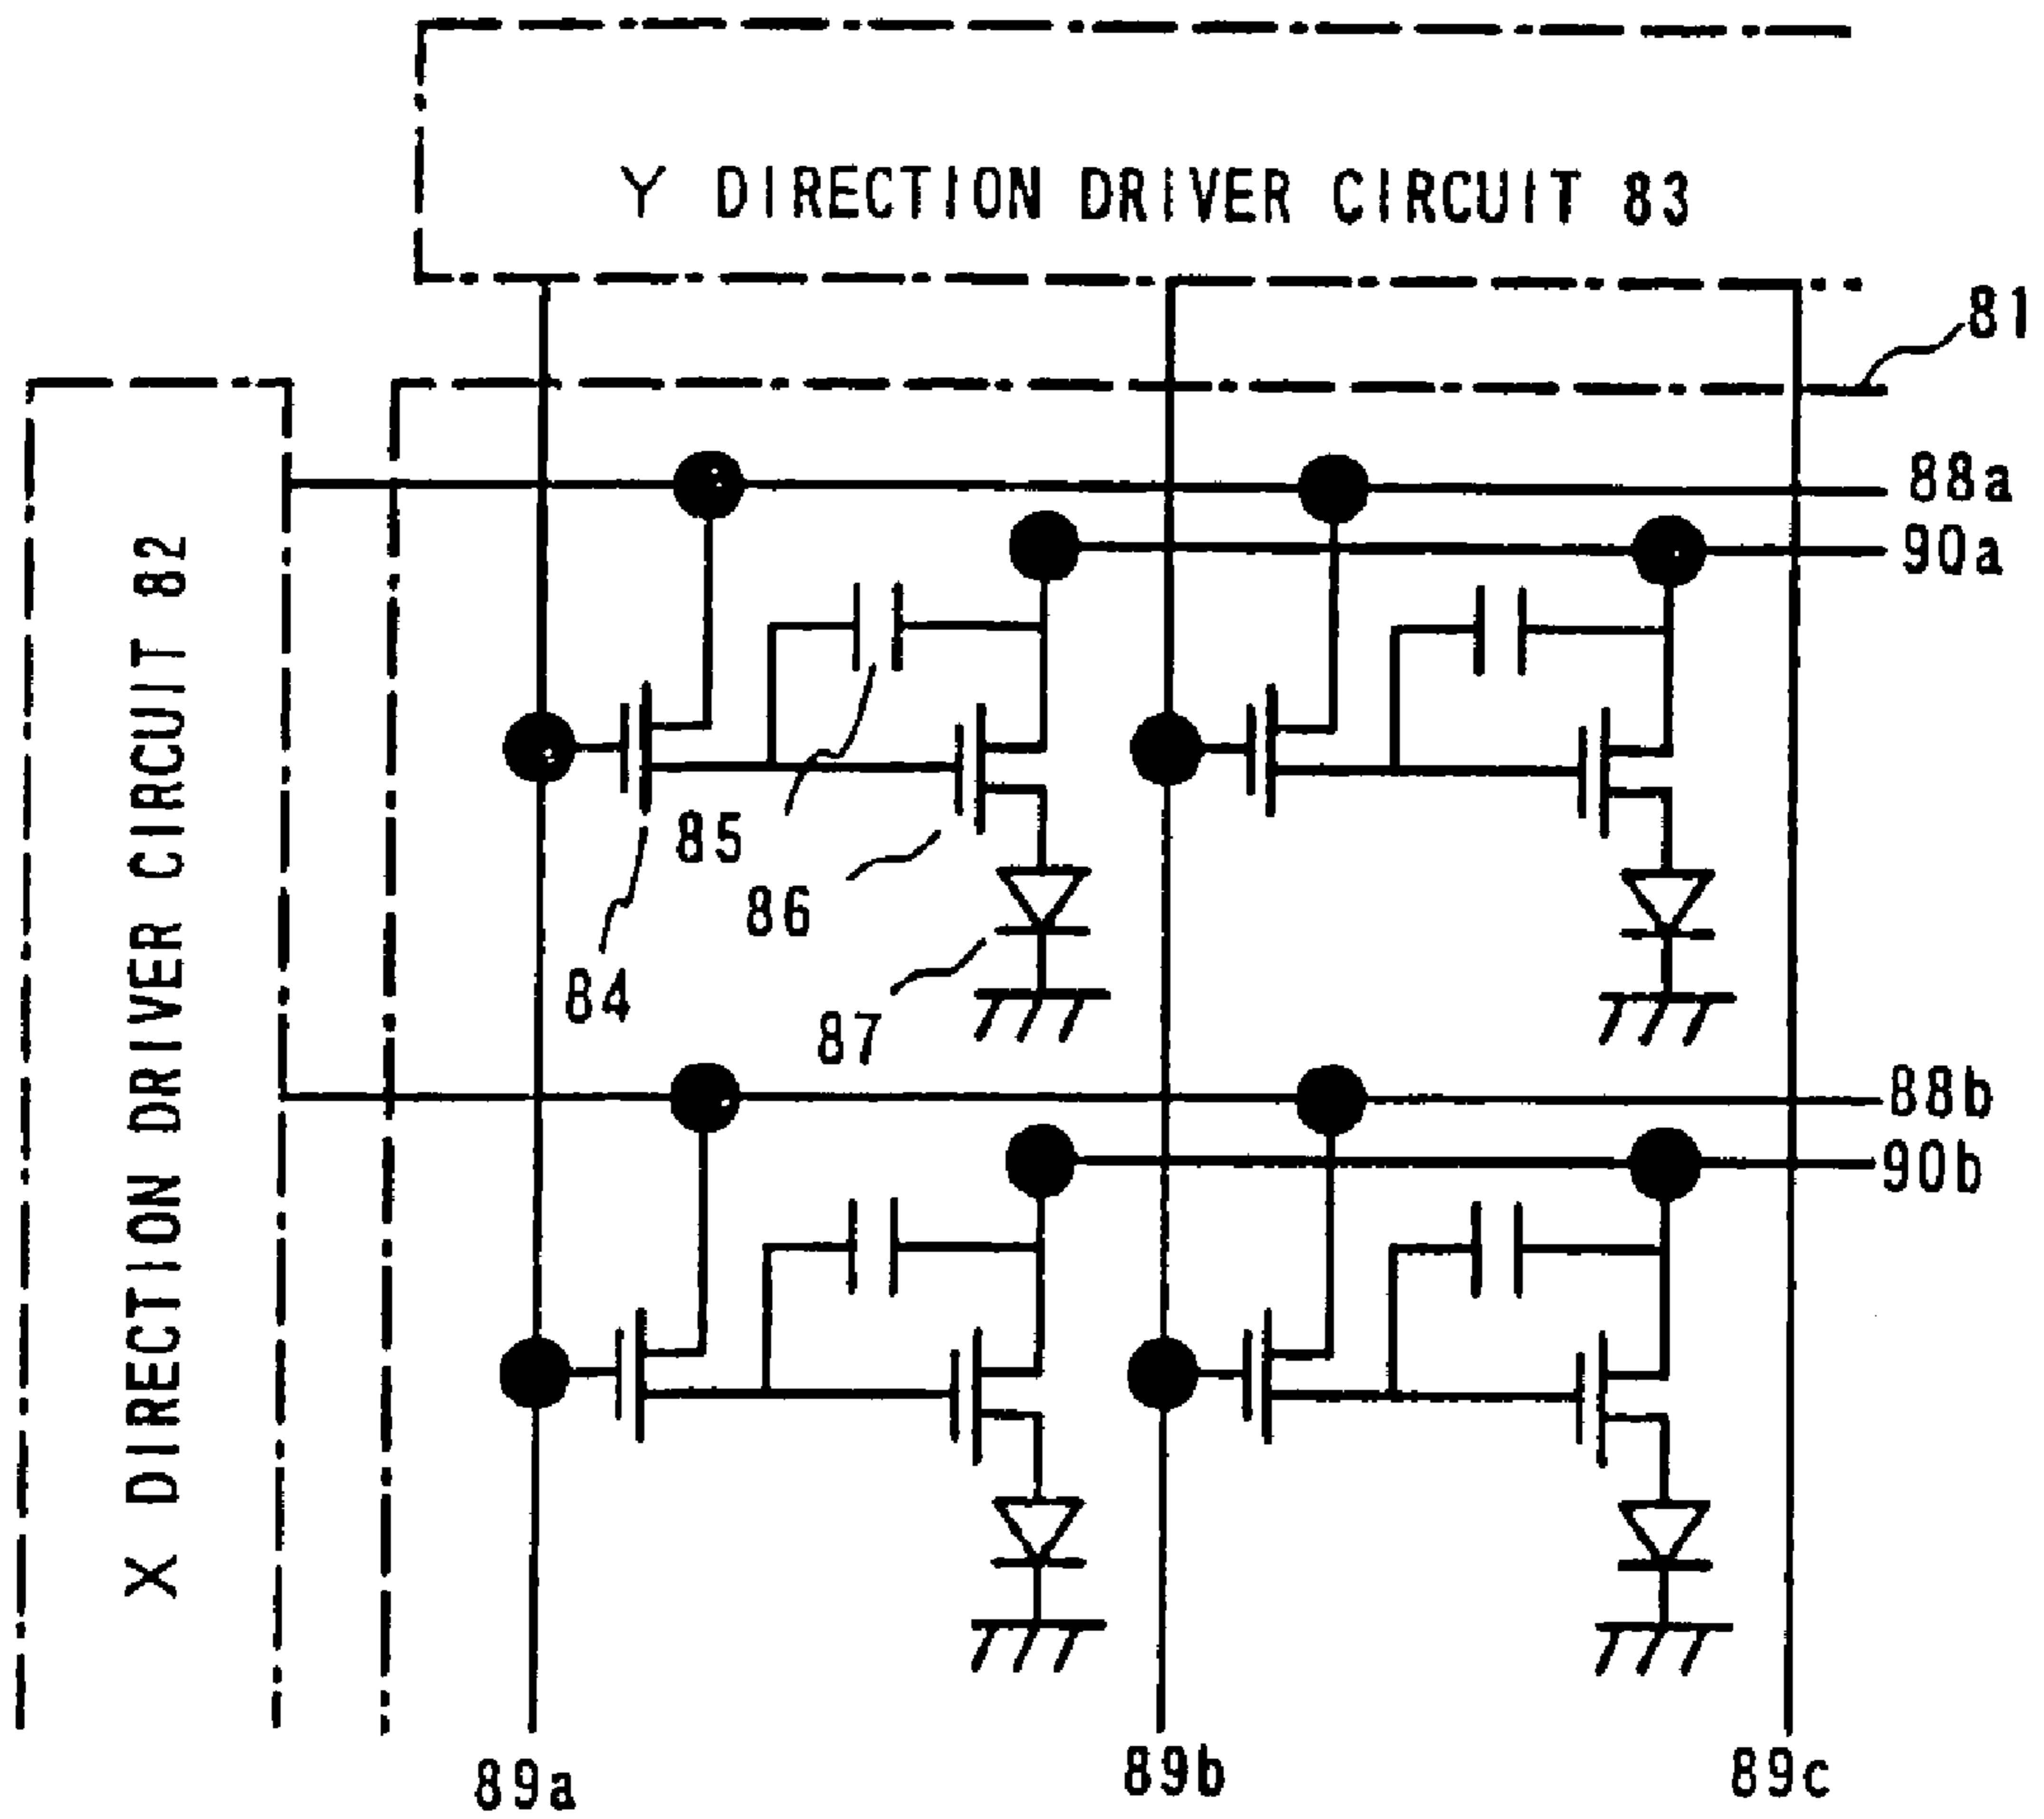 Y DIRECTION DRIVER CIRCUIT 83
81
X DIRECTION DRIVER CIRCUIT 82
88a
90a
85
86
84
87
88b
90b
89a
89b
89c